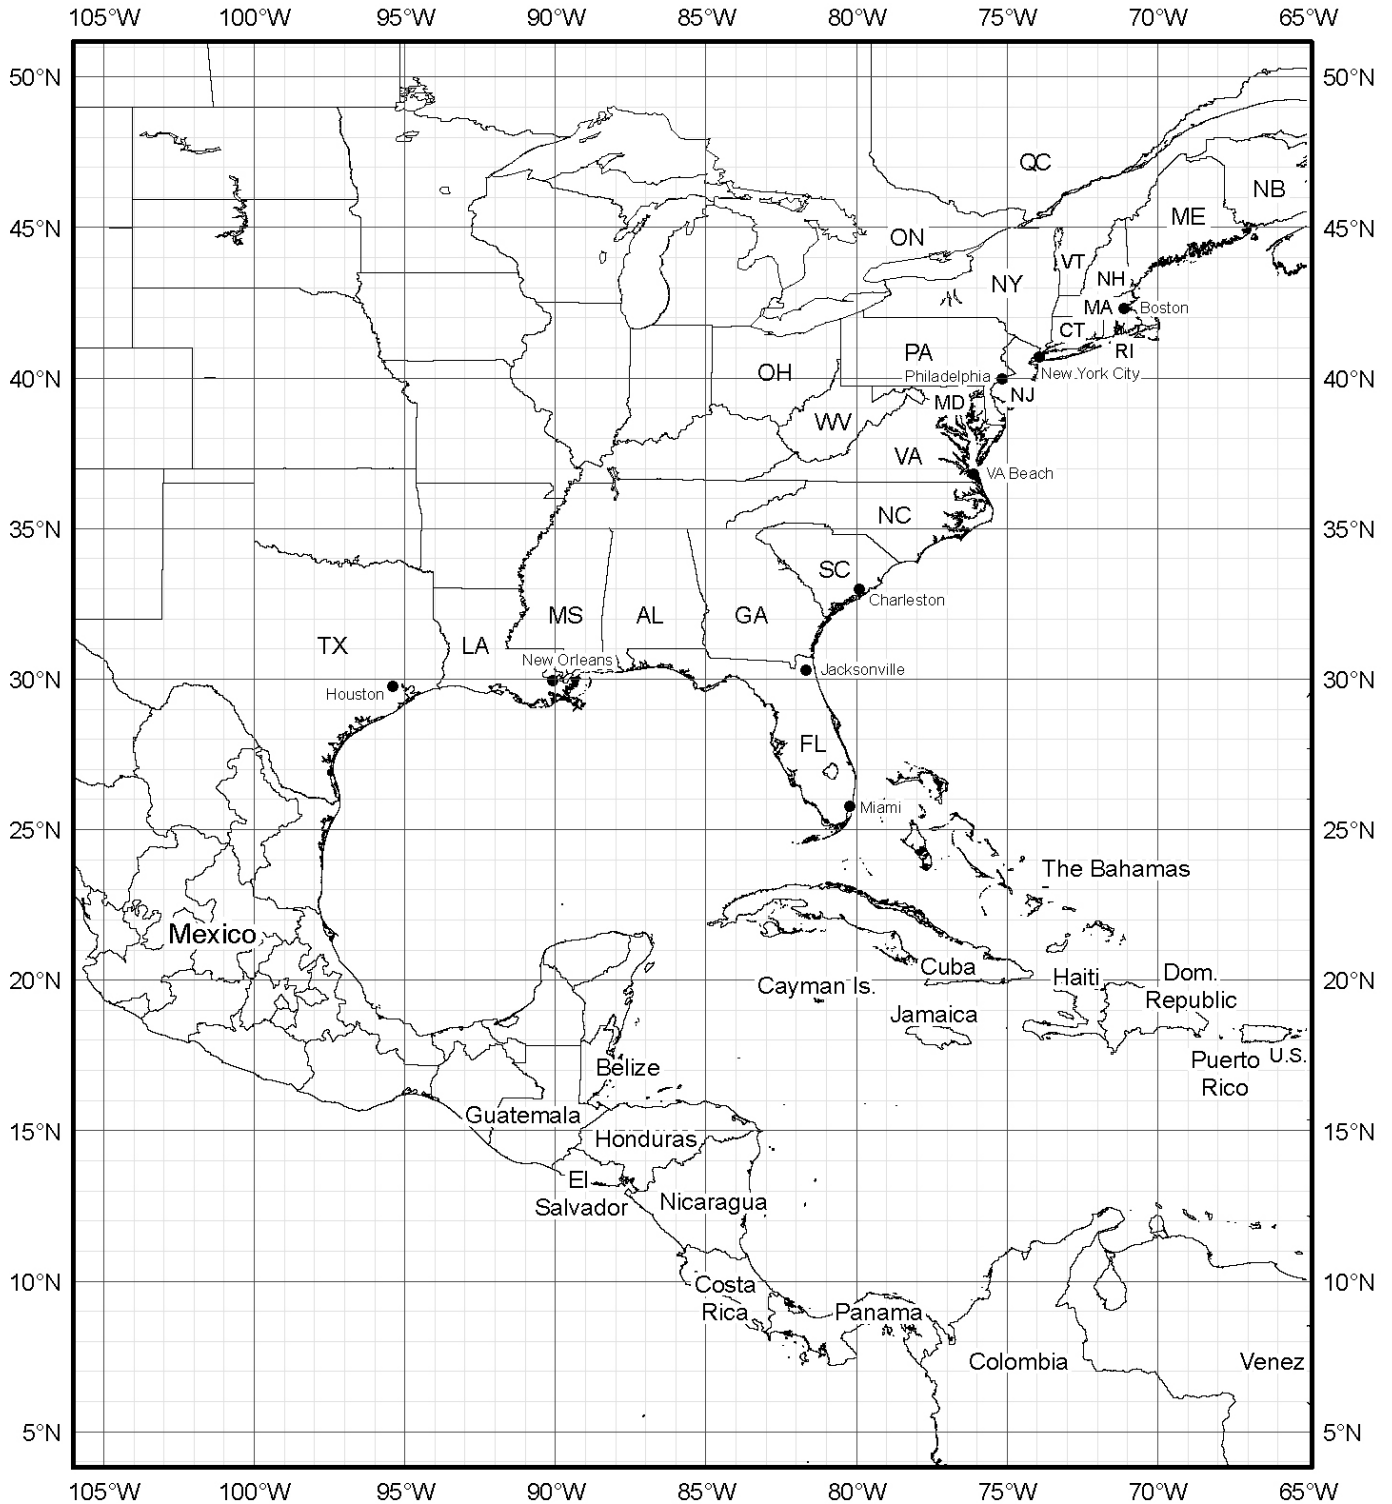 105°W 100°W 95°W 90°W 85°W 80°W 75°W 70°W 65°W
50°N 50°N
QC
NB
ME
45°N ON 45°N
VT
NH
NY
MA Boston
CT
RI
PA
OH New York City
Philadelphia
40°N 40°N
NJ
MD
WV
VA
VA Beach
NC
35°N 35°N
SC
Charleston
MS AL GA
TX LA
New Orleans
Jacksonville
30°N 30°N
Houston
FL
Miami
25°N 25°N
The Bahamas
Mexico
Cuba
20°N Haiti Dom. 20°N
Cayman Is. Republic
Jamaica
Puerto U.S.
Rico
Belize
Guatemala
15°N 15°N
Honduras
El
Salvador
Nicaragua
10°N 10°N
Costa
Rica
Panama
Colombia Venez
5°N 5°N
105°W 100°W 95°W 90°W 85°W 80°W 75°W 70°W 65°W